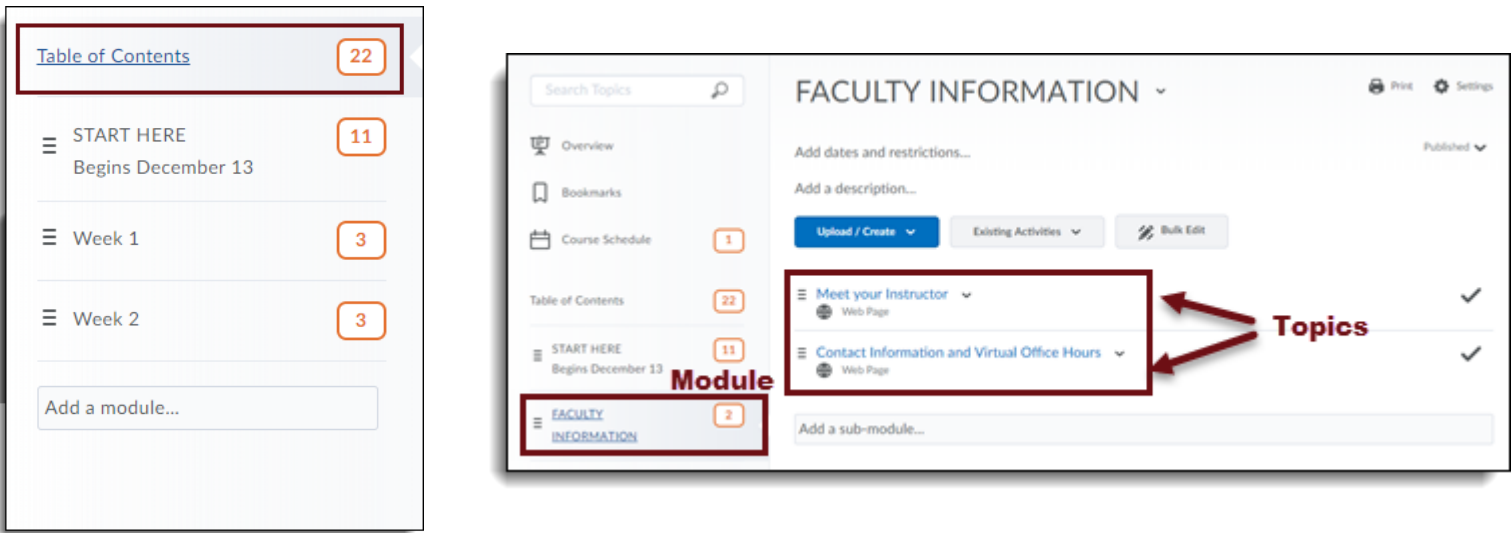 Table of Contents 22
START HERE 11
Begins December 13
Week 1 3
Week 2 3
Add a module...
Search Topics
Overview
Bookmarks
Course Schedule 1
Table of Contents 22
START HERE 11
Begins December 13
Module
FACULTY 2
INFORMATION
FACULTY INFORMATION
Print Settings
Add dates and restrictions...
Published
Add a description...
Upload / Create Existing Activities Bulk Edit
Meet your Instructor
Web Page
Topics
Contact Information and Virtual Office Hours
Web Page
Add a sub-module...